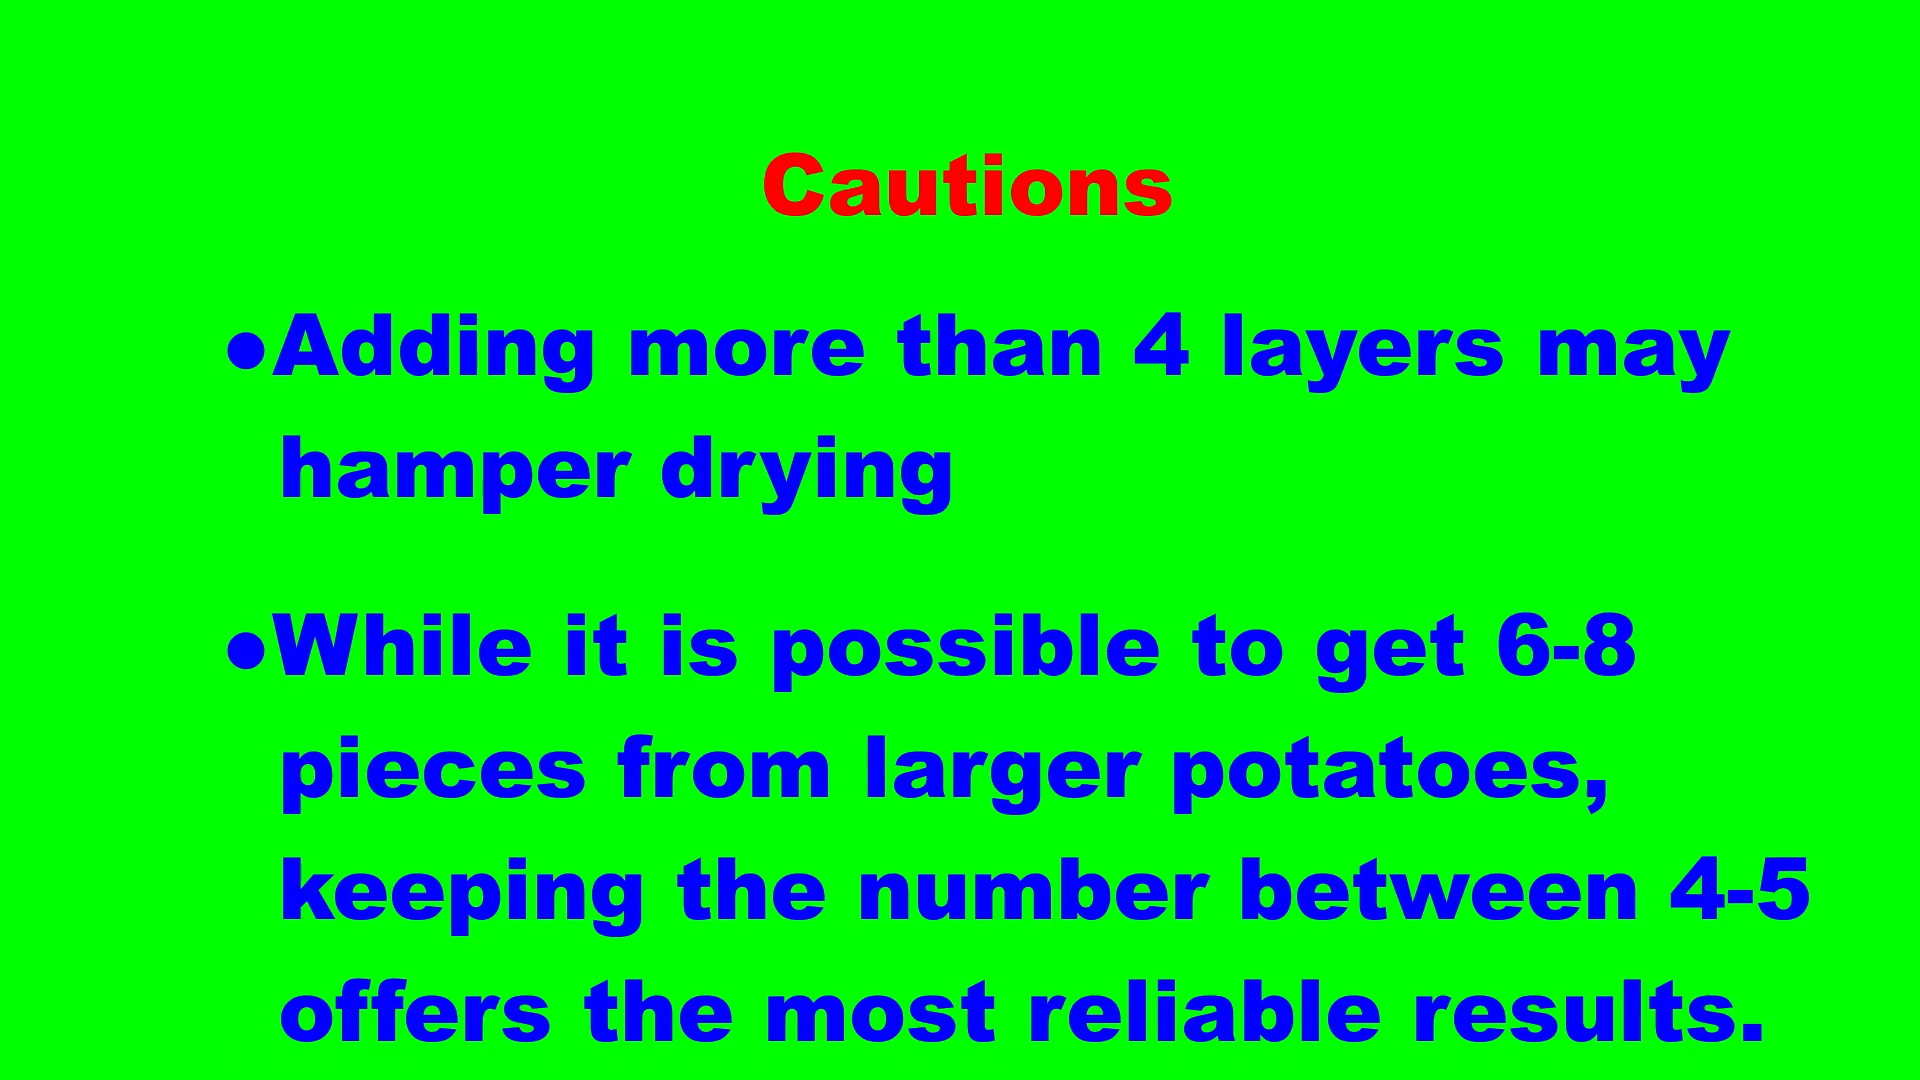 Cautions
●Adding more than 4 layers may
hamper drying
●While it is possible to get 6-8
pieces from larger potatoes,
keeping the number between 4-5
offers the most reliable results.